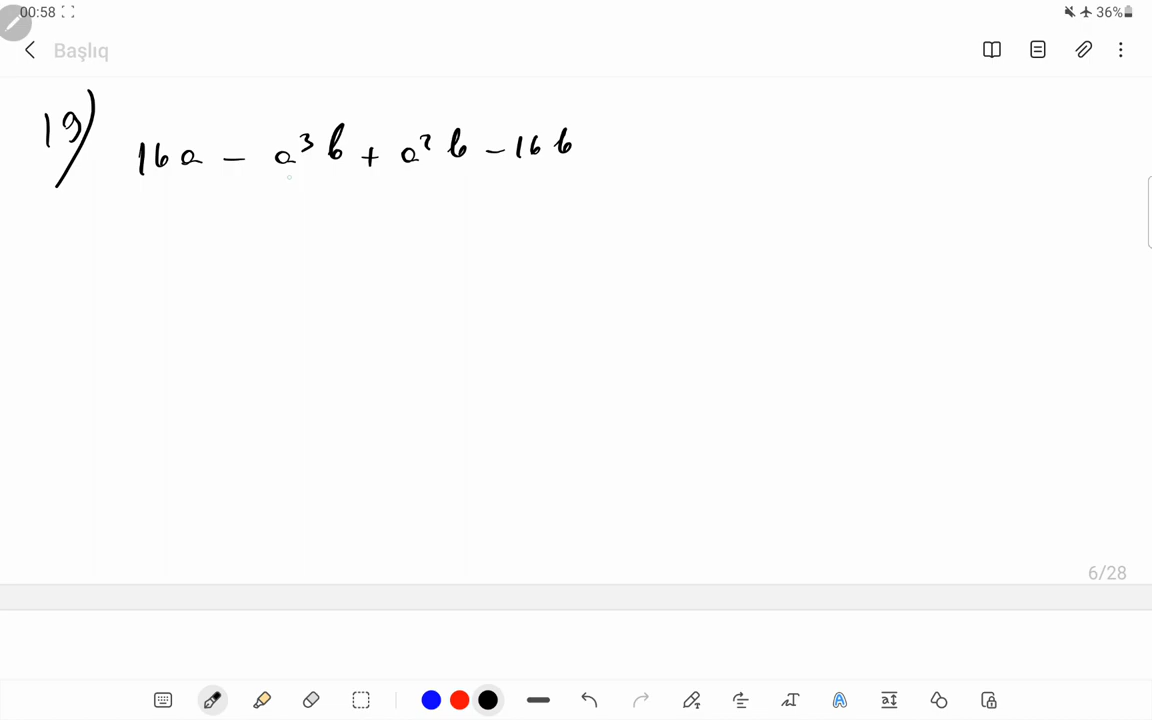 00:58 36%
Başlıq
19) 16a - a³b + a²b - 16b
6/28